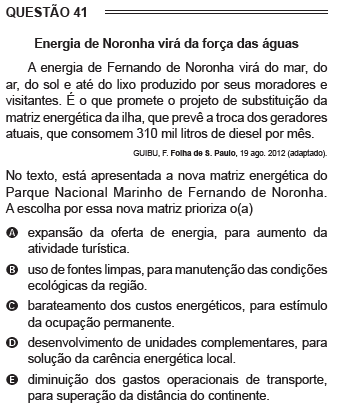 QUESTÃO 41
Energia de Noronha virá da força das águas
A energia de Fernando de Noronha virá do mar, do
ar, do sol e até do lixo produzido por seus moradores e
visitantes. É o que promete o projeto de substituição da
matriz energética da ilha, que prevê a troca dos geradores
atuais, que consomem 310 mil litros de diesel por mês.
GUIBU, F. Folha de S. Paulo, 19 ago. 2012 (adaptado).
No texto, está apresentada a nova matriz energética do
Parque Nacional Marinho de Fernando de Noronha.
A escolha por essa nova matriz prioriza o(a)
A expansão da oferta de energia, para aumento da
atividade turística.
B uso de fontes limpas, para manutenção das condições
ecológicas da região.
C barateamento dos custos energéticos, para estímulo
da ocupação permanente.
D desenvolvimento de unidades complementares, para
solução da carência energética local.
E diminuição dos gastos operacionais de transporte,
para superação da distância do continente.